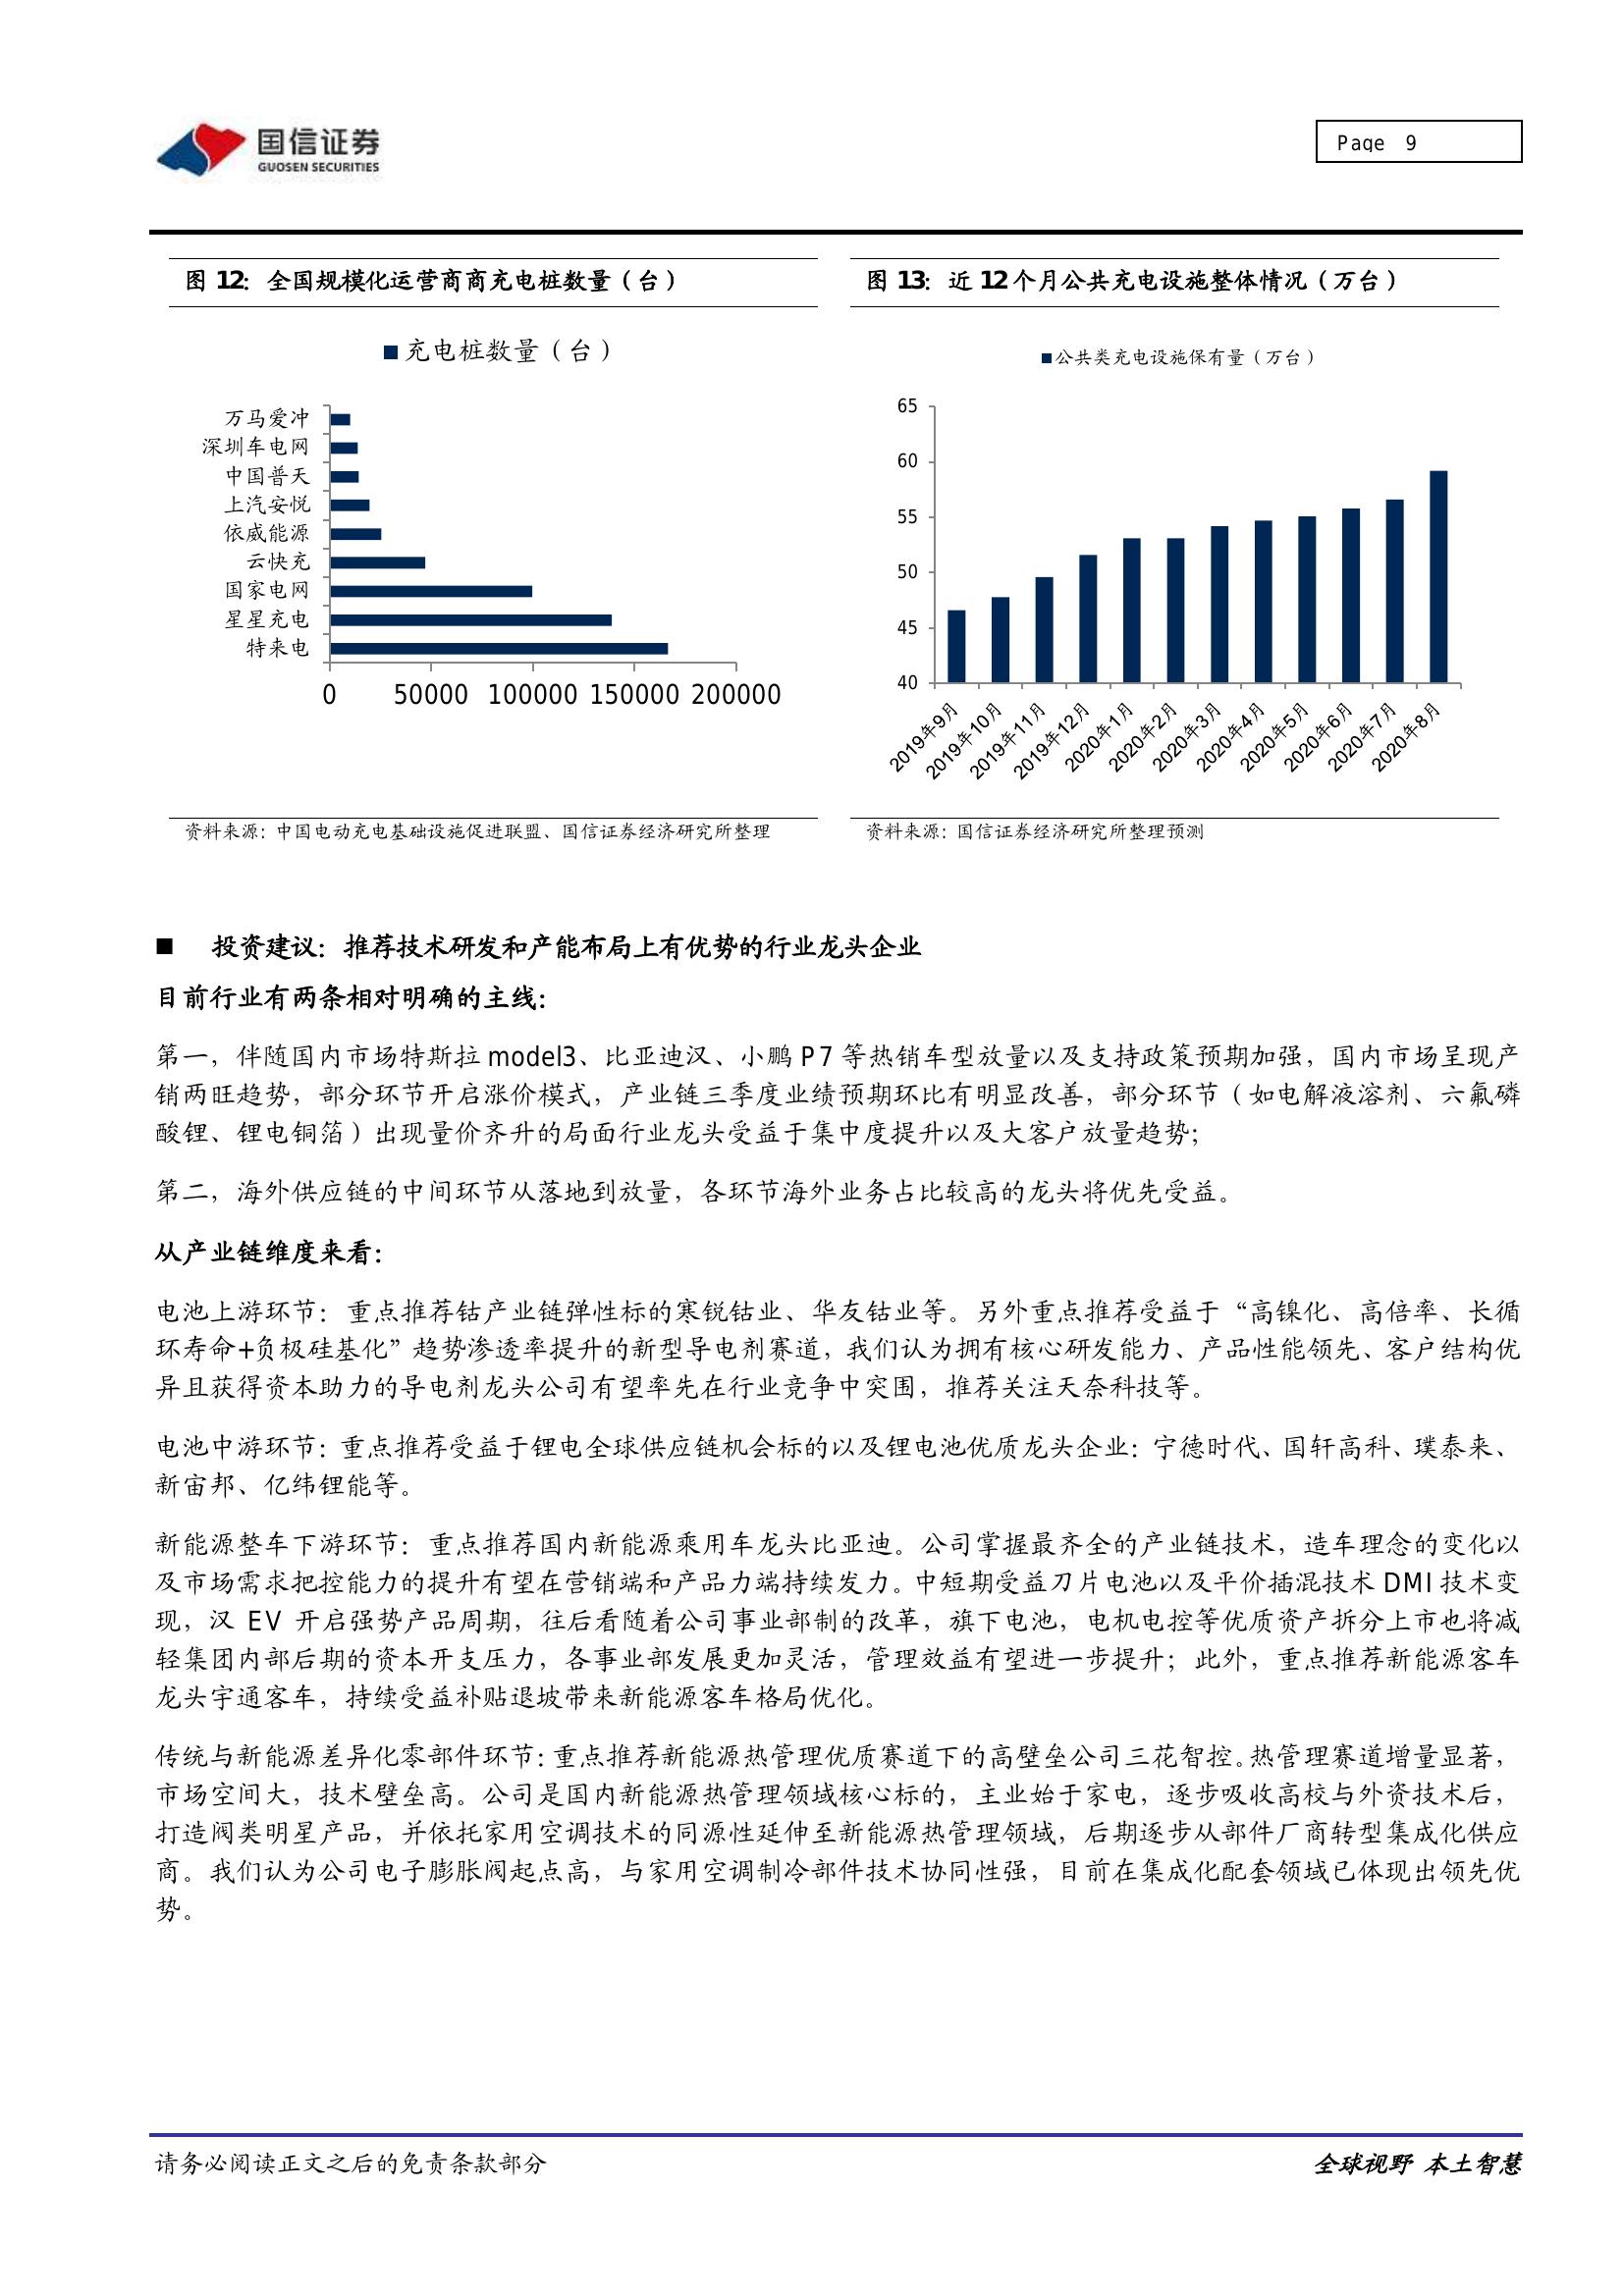 国信证券
GUOSEN SECURITIES
Page 9
图 12：全国规模化运营商商充电桩数量（台）
充电桩数量（台）
万马爱冲
深圳车电网
中国普天
上汽安悦
依威能源
云快充
国家电网
星星充电
特来电
0 50000 100000 150000 200000
资料来源：中国电动充电基础设施促进联盟、国信证券经济研究所整理
图 13：近 12 个月公共充电设施整体情况（万台）
公共类充电设施保有量（万台）
65
60
55
50
45
40
2019年9月 2019年10月 2019年11月 2019年12月 2020年1月 2020年2月 2020年3月 2020年4月 2020年5月 2020年6月 2020年7月 2020年8月
资料来源：国信证券经济研究所整理预测
■ 投资建议：推荐技术研发和产能布局上有优势的行业龙头企业
目前行业有两条相对明确的主线：
第一，伴随国内市场特斯拉 model3、比亚迪汉、小鹏 P7 等热销车型放量以及支持政策预期加强，国内市场呈现产
销两旺趋势，部分环节开启涨价模式，产业链三季度业绩预期环比有明显改善，部分环节（如电解液溶剂、六氟磷
酸锂、锂电铜箔）出现量价齐升的局面行业龙头受益于集中度提升以及大客户放量趋势；
第二，海外供应链的中间环节从落地到放量，各环节海外业务占比较高的龙头将优先受益。
从产业链维度来看：
电池上游环节：重点推荐钴产业链弹性标的寒锐钴业、华友钴业等。另外重点推荐受益于“高镍化、高倍率、长循
环寿命+负极硅基化”趋势渗透率提升的新型导电剂赛道，我们认为拥有核心研发能力、产品性能领先、客户结构优
异且获得资本助力的导电剂龙头公司有望率先在行业竞争中突围，推荐关注天奈科技等。
电池中游环节：重点推荐受益于锂电全球供应链机会标的以及锂电池优质龙头企业：宁德时代、国轩高科、璞泰来、
新宙邦、亿纬锂能等。
新能源整车下游环节：重点推荐国内新能源乘用车龙头比亚迪。公司掌握最齐全的产业链技术，造车理念的变化以
及市场需求把控能力的提升有望在营销端和产品力端持续发力。中短期受益刀片电池以及平价插混技术 DMI 技术变
现，汉 EV 开启强势产品周期，往后看随着公司事业部制的改革，旗下电池，电机电控等优质资产拆分上市也将减
轻集团内部后期的资本开支压力，各事业部发展更加灵活，管理效益有望进一步提升；此外，重点推荐新能源客车
龙头宇通客车，持续受益补贴退坡带来新能源客车格局优化。
传统与新能源差异化零部件环节：重点推荐新能源热管理优质赛道下的高壁垒公司三花智控。热管理赛道增量显著，
市场空间大，技术壁垒高。公司是国内新能源热管理领域核心标的，主业始于家电，逐步吸收高校与外资技术后，
打造阀类明星产品，并依托家用空调技术的同源性延伸至新能源热管理领域，后期逐步从部件厂商转型集成化供应
商。我们认为公司电子膨胀阀起点高，与家用空调制冷部件技术协同性强，目前在集成化配套领域已体现出领先优
势。
请务必阅读正文之后的免责条款部分
全球视野 本土智慧